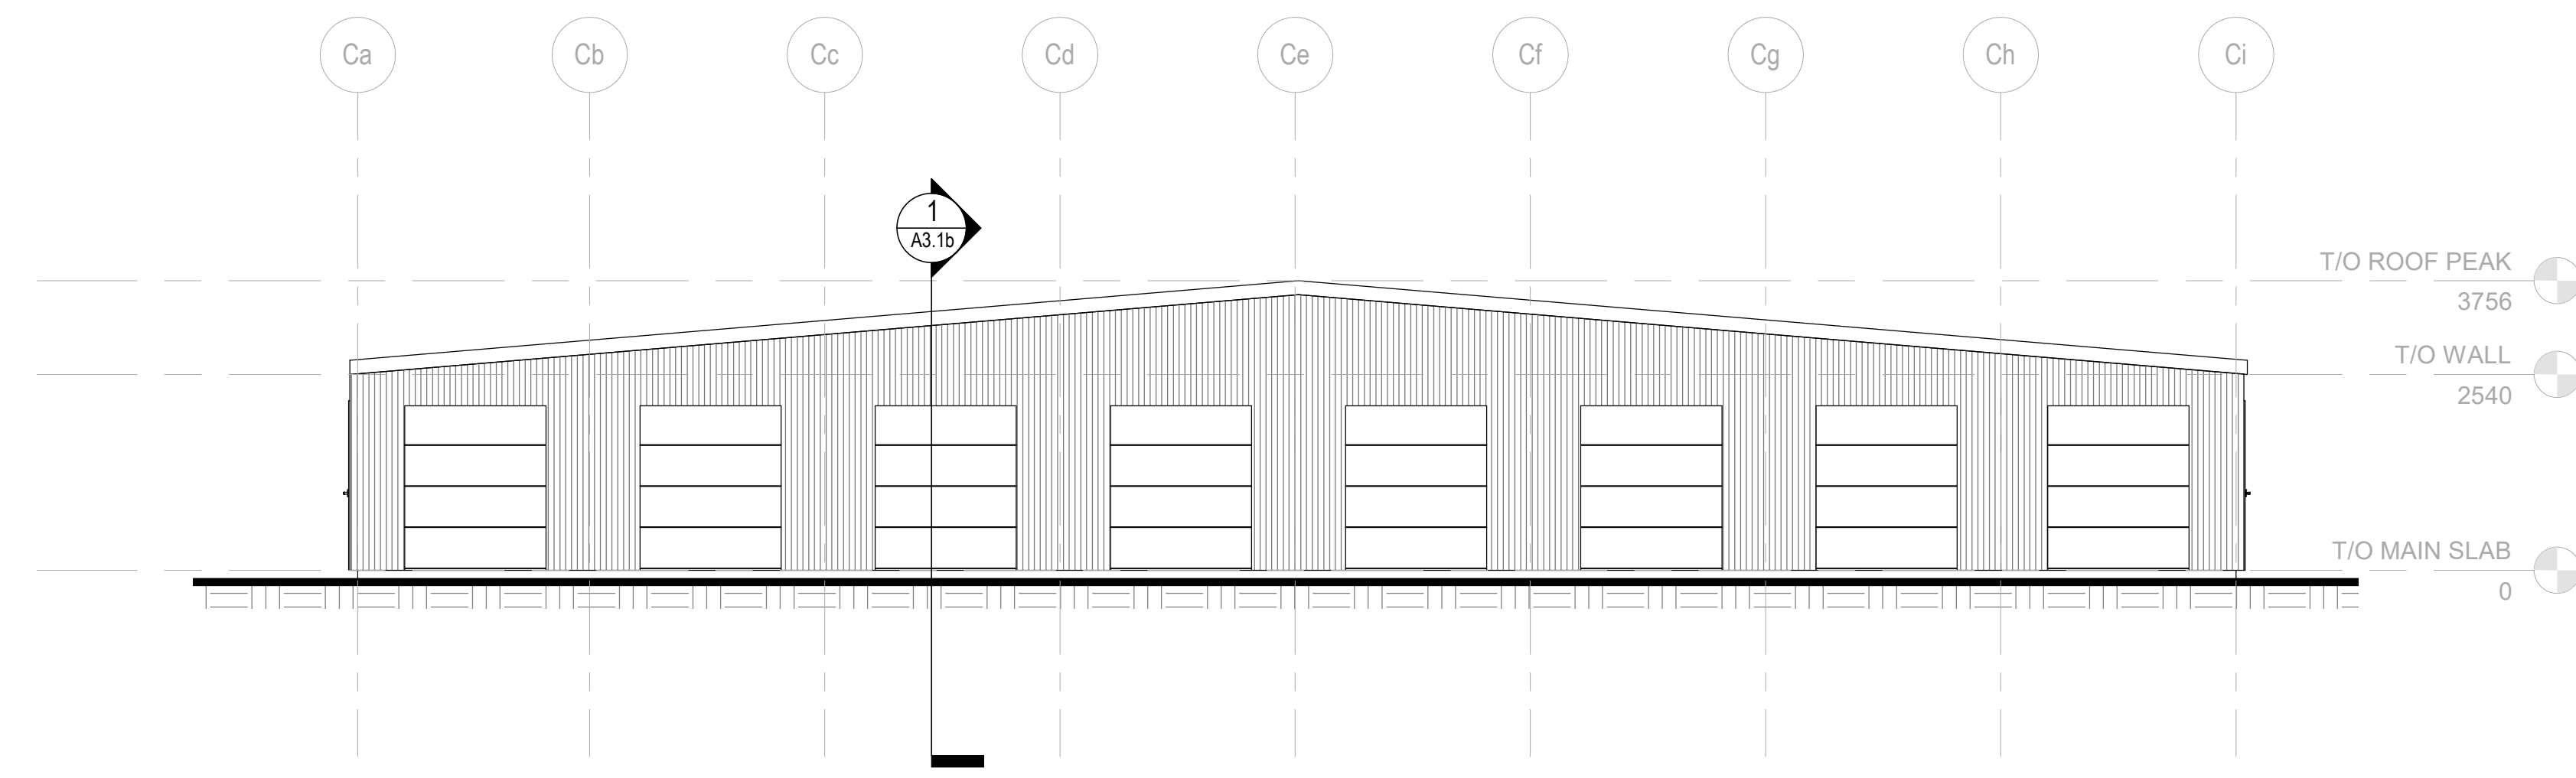 Ca Cb Cc Cd Ce Cf Cg Ch Ci
1
A3.1b
T/O ROOF PEAK
3756
T/O WALL
2540
T/O MAIN SLAB
0